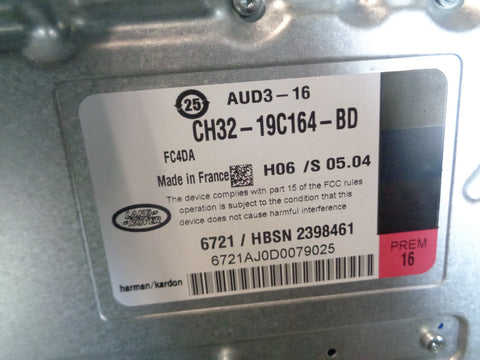 25
AUD3-16
CH32-19C164-BD
FC4DA
Made in France
H06 /S 05.04
The device complies with part 15 of the FCC rules
operation is subject to the condition that this
device does not cause harmful interference
LAND-ROVER
6721 / HBSN 2398461
6721AJ0D0079025
PREM
16
harman/kardon